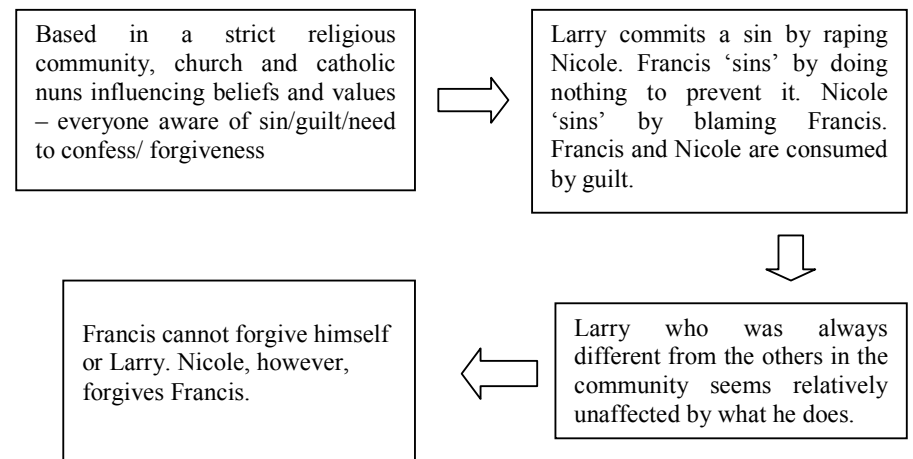 Based in a strict religious
community, church and catholic
nuns influencing beliefs and values
– everyone aware of sin/guilt/need
to confess/ forgiveness
Larry commits a sin by raping
Nicole. Francis ‘sins’ by doing
nothing to prevent it. Nicole
‘sins’ by blaming Francis.
Francis and Nicole are consumed
by guilt.
Larry who was always
different from the others in the
community seems relatively
unaffected by what he does.
Francis cannot forgive himself
or Larry. Nicole, however,
forgives Francis.